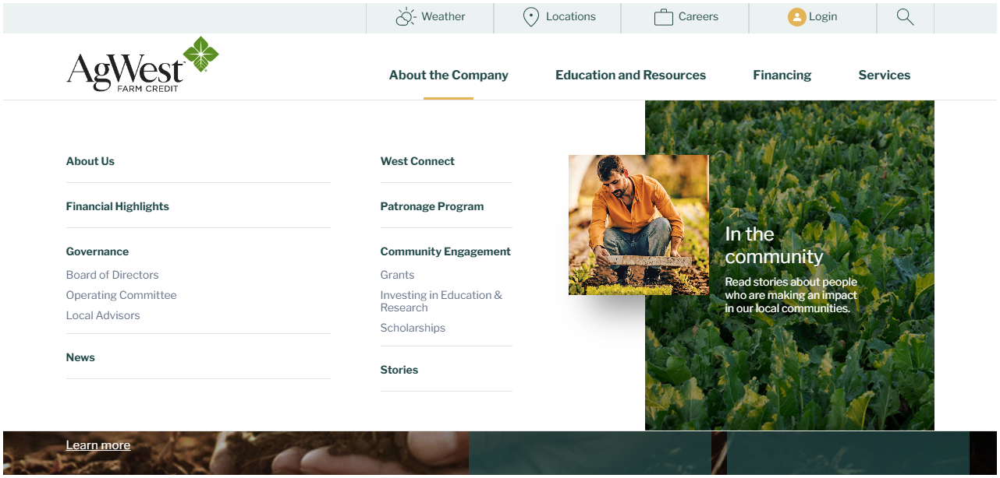 Weather
Locations
Careers
Login
AgWest
FARM CREDIT
About the Company
Education and Resources
Financing
Services
About Us
Financial Highlights
Governance
Board of Directors
Operating Committee
Local Advisors
News
West Connect
Patronage Program
Community Engagement
Grants
Investing in Education &
Research
Scholarships
Stories
In the
community
Read stories about people
who are making an impact
in our local communities.
Learn more